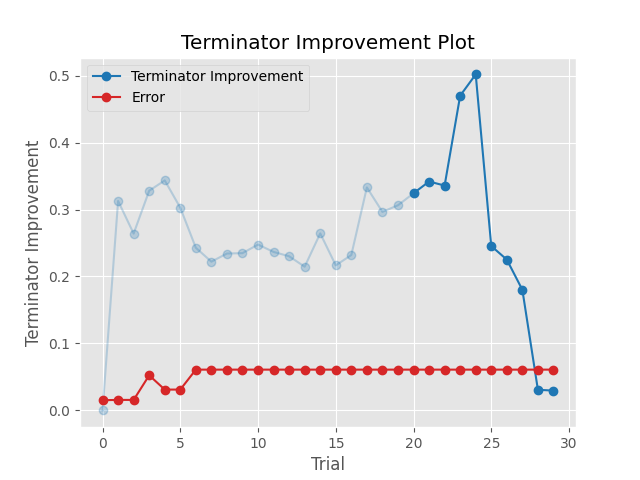 Terminator Improvement Plot
Terminator Improvement
Error
Terminator Improvement
0.5
0.4
0.3
0.2
0.1
0.0
0 5 10 15 20 25 30
Trial